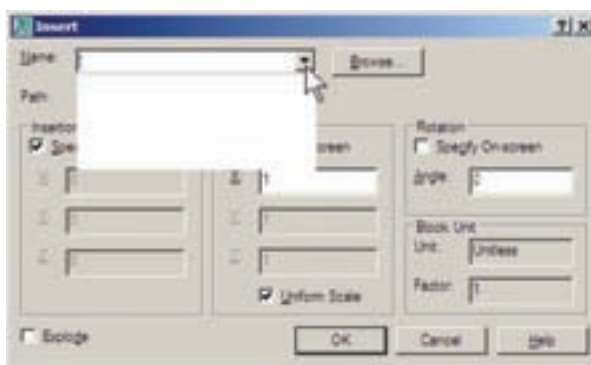 Insert
Name:
Browse...
Path:
Rotation
Specify On-screen
Angle: 0
1
Block Unit
Unit: Unitless
Factor: 1
Uniform Scale
Explode
OK Cancel Help